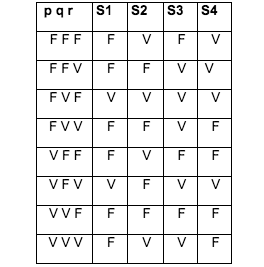 p q r S1 S2 S3 S4
F F F F V F V
F F V F F V V
F V F V V V V
F V V F F V F
V F F F V F F
V F V V F V F
V V F F F F F
V V V F V V F